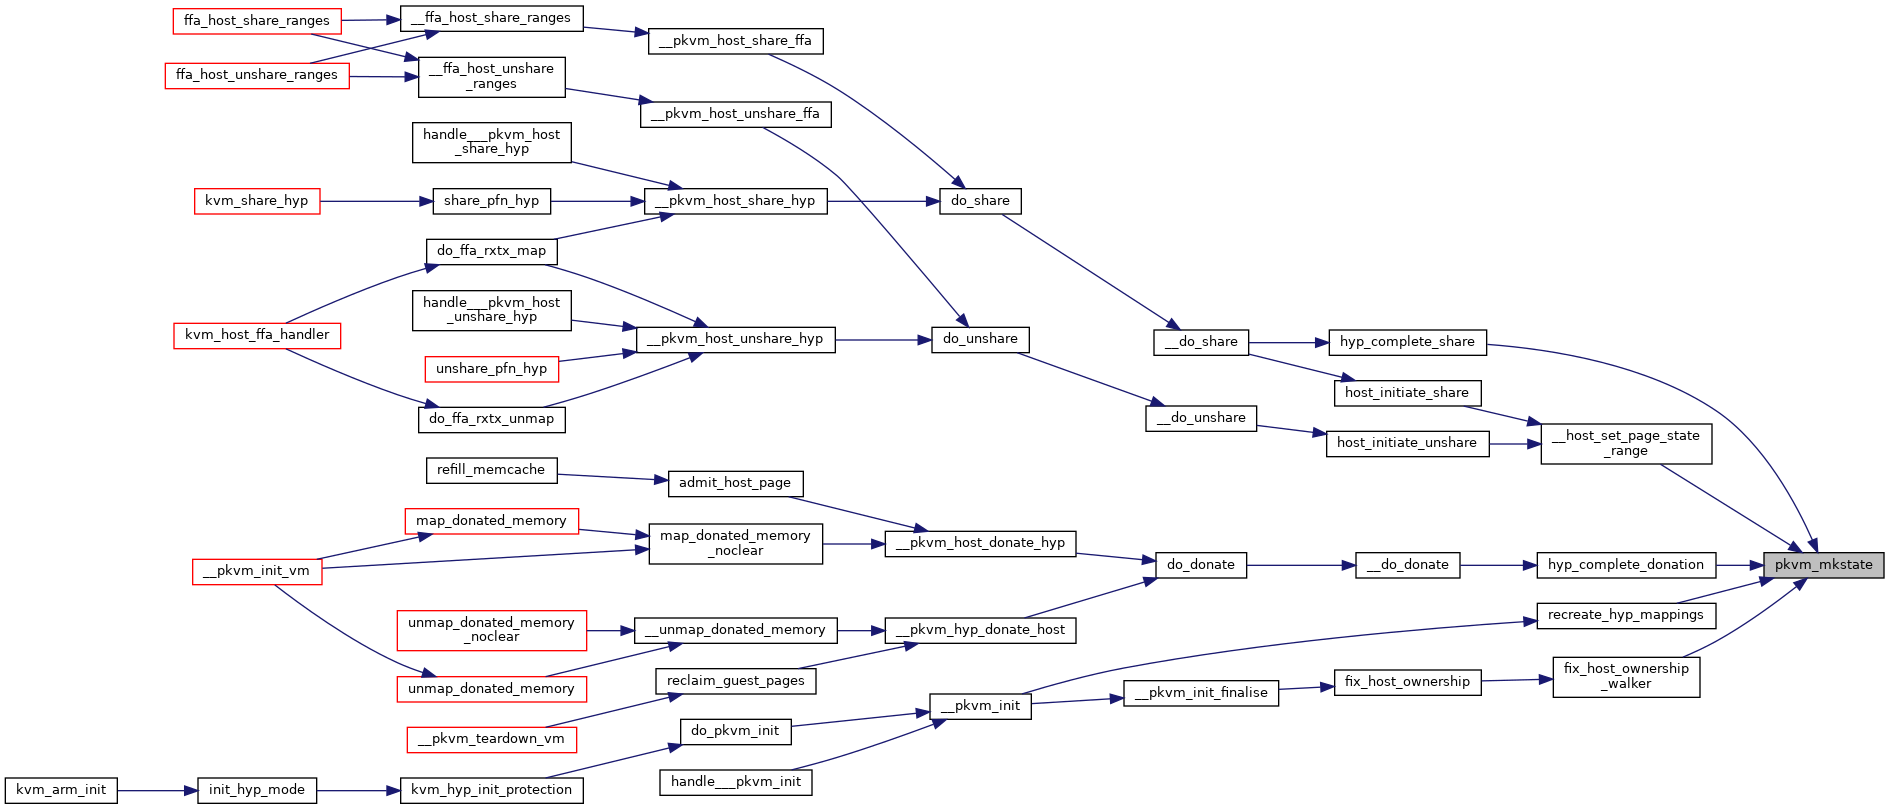 ffa_host_share_ranges
__ffa_host_share_ranges
__pkvm_host_share_ffa
ffa_host_unshare_ranges
__ffa_host_unshare
_ranges
__pkvm_host_unshare_ffa
handle___pkvm_host
_share_hyp
kvm_share_hyp
share_pfn_hyp
__pkvm_host_share_hyp
do_share
do_ffa_rxtx_map
handle___pkvm_host
_unshare_hyp
kvm_host_ffa_handler
__pkvm_host_unshare_hyp
do_unshare
__do_share
hyp_complete_share
unshare_pfn_hyp
host_initiate_share
do_ffa_rxtx_unmap
__do_unshare
host_initiate_unshare
__host_set_page_state
_range
refill_memcache
admit_host_page
map_donated_memory
map_donated_memory
_noclear
__pkvm_host_donate_hyp
__pkvm_init_vm
do_donate
__do_donate
hyp_complete_donation
pkvm_mkstate
unmap_donated_memory
_noclear
__unmap_donated_memory
__pkvm_hyp_donate_host
recreate_hyp_mappings
unmap_donated_memory
reclaim_guest_pages
__pkvm_init
__pkvm_init_finalise
fix_host_ownership
fix_host_ownership
_walker
__pkvm_teardown_vm
do_pkvm_init
handle___pkvm_init
kvm_arm_init
init_hyp_mode
kvm_hyp_init_protection